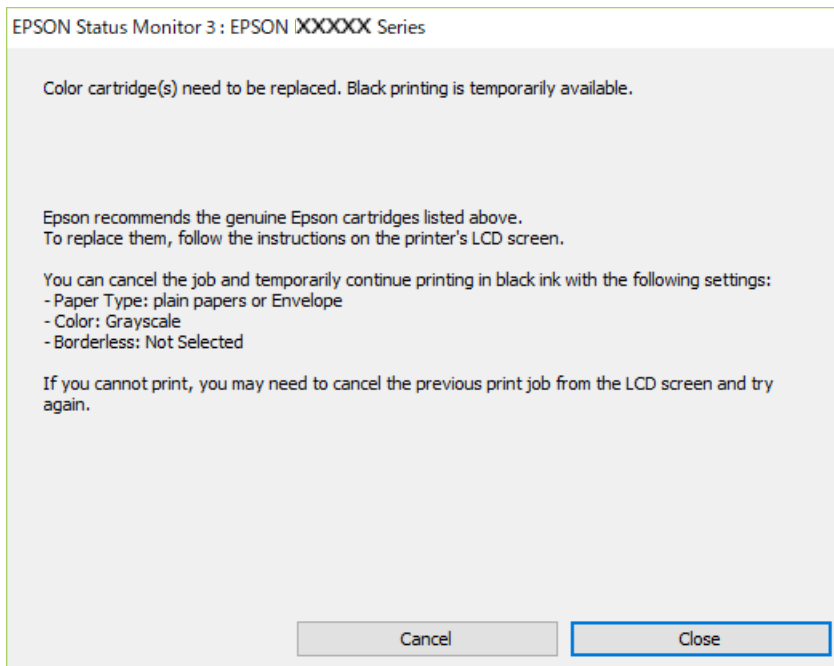 EPSON Status Monitor 3 : EPSON XXXXX Series
Color cartridge(s) need to be replaced. Black printing is temporarily available.
Epson recommends the genuine Epson cartridges listed above.
To replace them, follow the instructions on the printer's LCD screen.
You can cancel the job and temporarily continue printing in black ink with the following settings:
- Paper Type: plain papers or Envelope
- Color: Grayscale
- Borderless: Not Selected
If you cannot print, you may need to cancel the previous print job from the LCD screen and try
again.
Cancel
Close